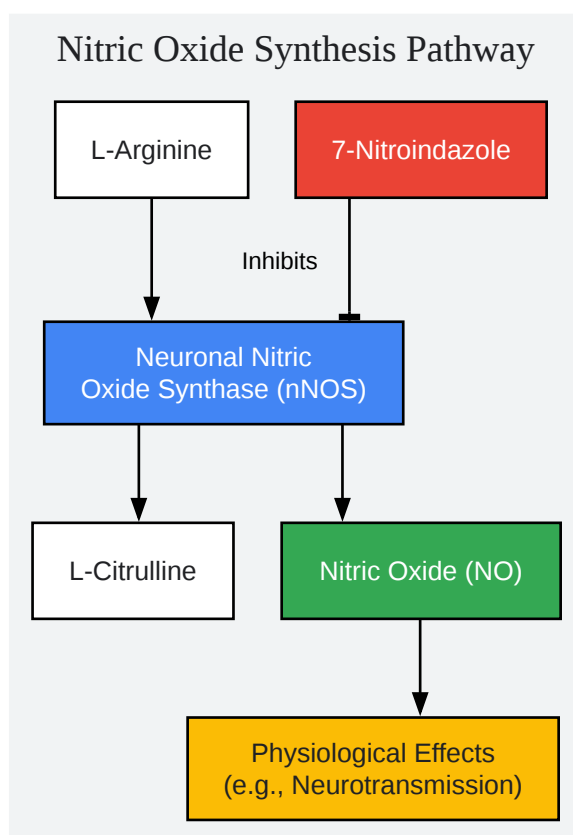 Nitric Oxide Synthesis Pathway
L-Arginine
7-Nitroindazole
Inhibits
Neuronal Nitric
Oxide Synthase (nNOS)
L-Citrulline
Nitric Oxide (NO)
Physiological Effects
(e.g., Neurotransmission)